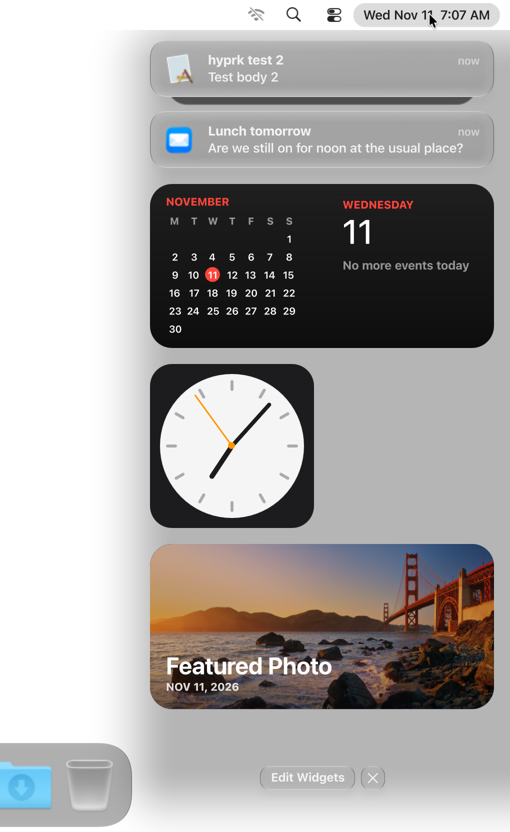 Wed Nov 11 7:07 AM
hyprk test 2 now
Test body 2
Lunch tomorrow now
Are we still on for noon at the usual place?
NOVEMBER
M T W T F S S
1
2 3 4 5 6 7 8
9 10 11 12 13 14 15
16 17 18 19 20 21 22
23 24 25 26 27 28 29
30
WEDNESDAY
11
No more events today
Featured Photo
NOV 11, 2026
Edit Widgets